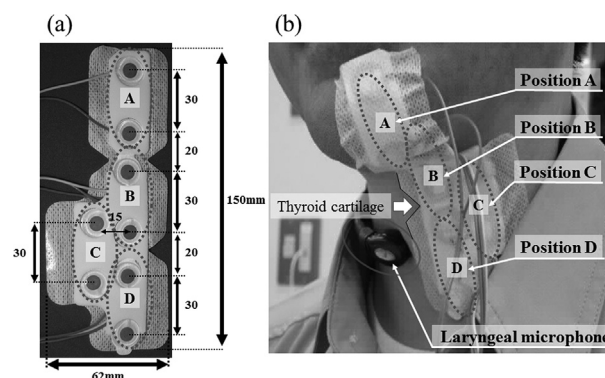 (a)
A
30
20
B
30
150mm
15
C
30
20
D
30
62mm
(b)
Position A
A
Position B
B
Position C
C
Thyroid cartilage
Position D
D
Laryngeal microphone